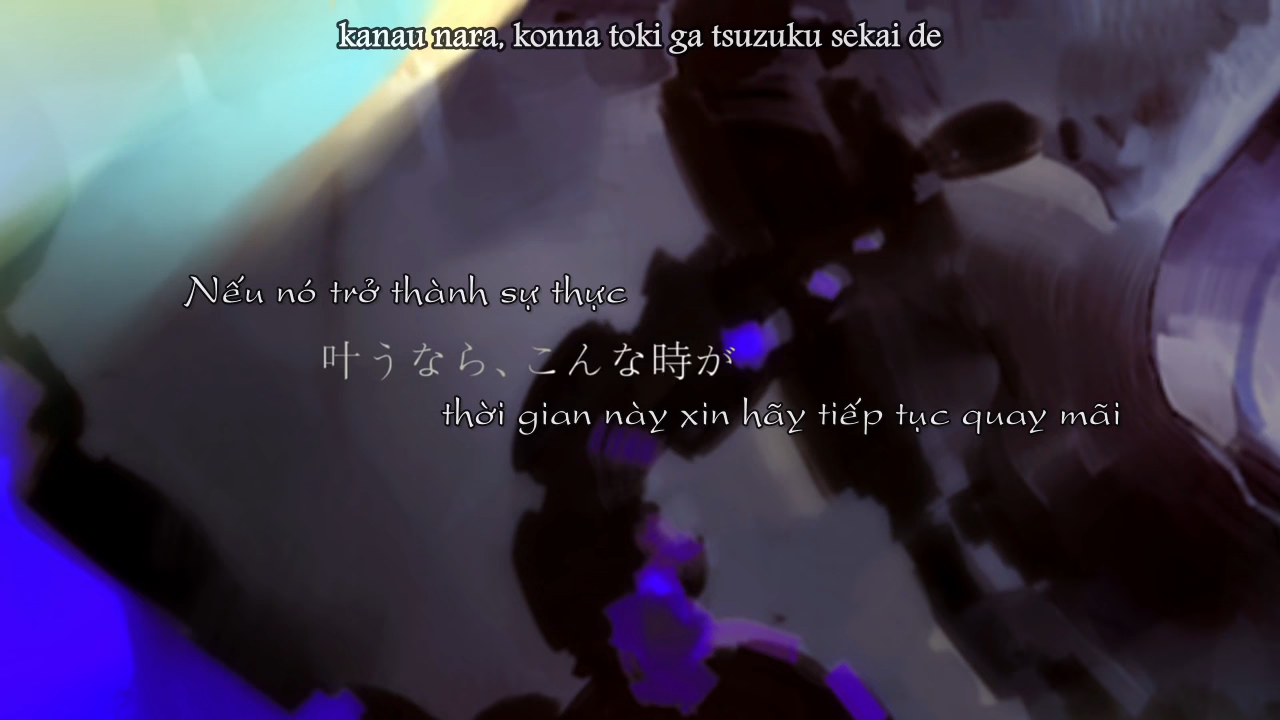 kanau nara, konna toki ga tsuzuku sekai de
Nếu nó trở thành sự thực
叶うなら、こんな時が
thời gian này xin hãy tiếp tục quay mãi